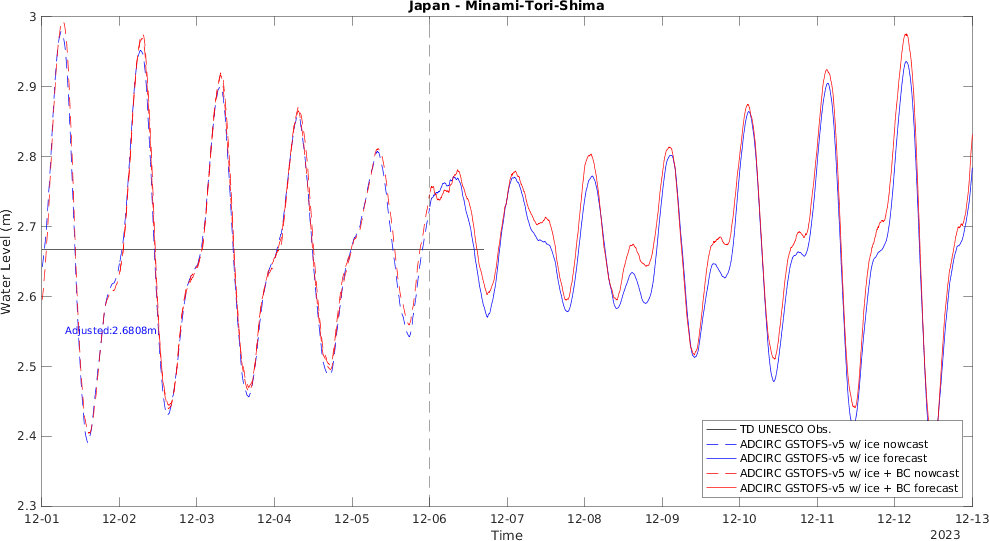 Japan - Minami-Tori-Shima
Water Level (m)
3
2.9
2.8
2.7
2.6
2.5
2.4
2.3
Adjusted:2.6808m
TD UNESCO Obs.
ADCIRC GSTOFS-v5 w/ ice nowcast
ADCIRC GSTOFS-v5 w/ ice forecast
ADCIRC GSTOFS-v5 w/ ice + BC nowcast
ADCIRC GSTOFS-v5 w/ ice + BC forecast
12-01 12-02 12-03 12-04 12-05 12-06 12-07 12-08 12-09 12-10 12-11 12-12 12-13
Time
2023